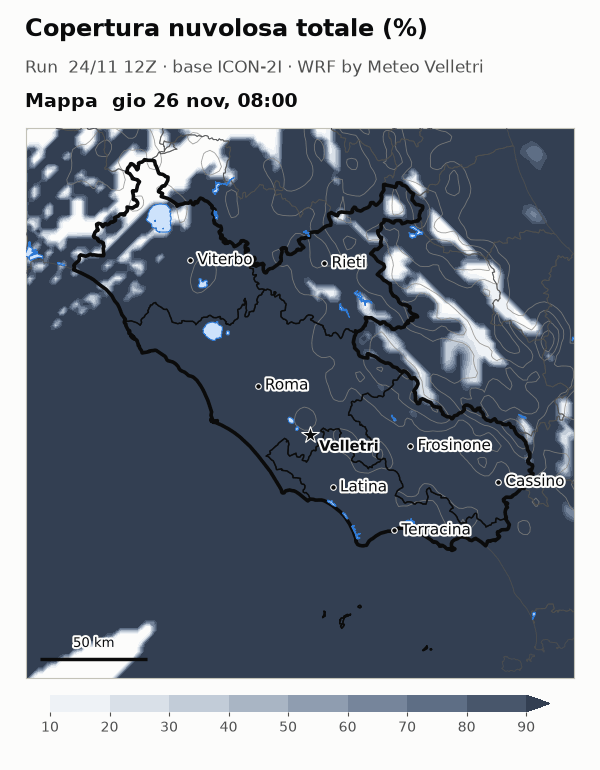 Copertura nuvolosa totale (%)
Run  24/11 12Z · base ICON-2I · WRF by Meteo Velletri
Mappa  gio 26 nov, 08:00
Viterbo
Rieti
Roma
Velletri
Frosinone
Cassino
Latina
Terracina
50 km
10 20 30 40 50 60 70 80 90